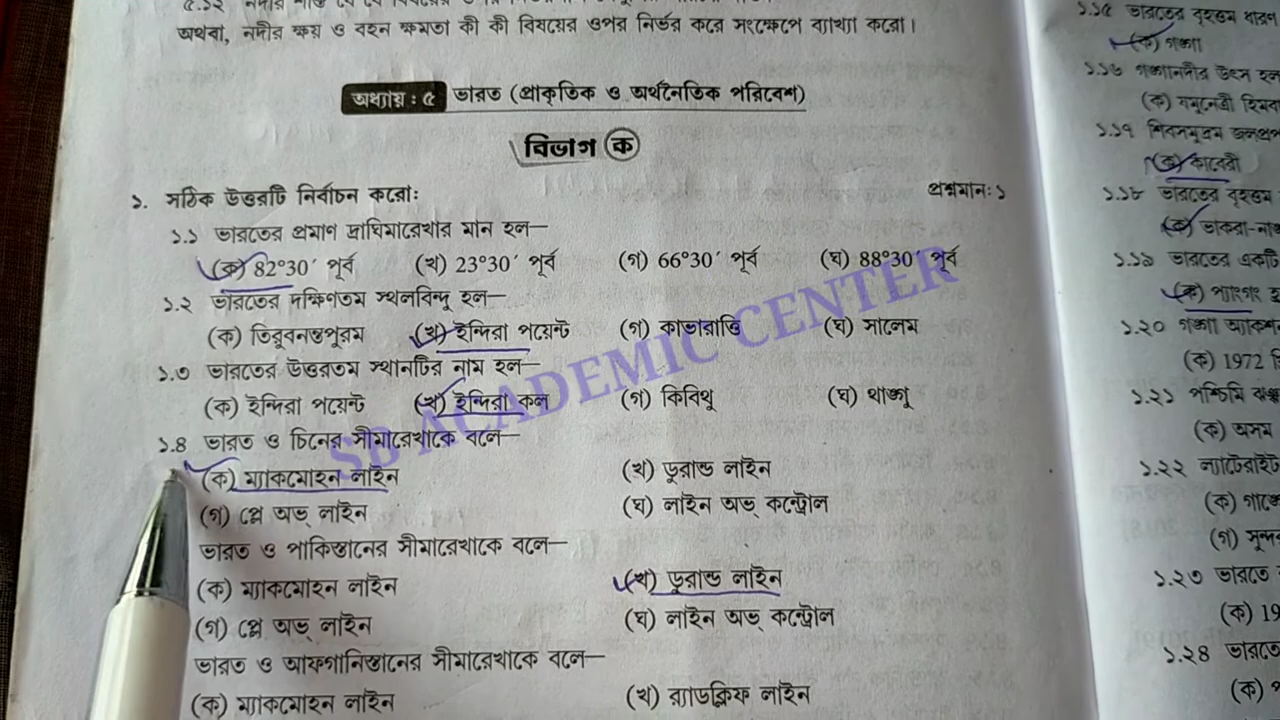 অথবা, নদীর ক্ষয় ও বহন ক্ষমতা কী কী বিষয়ের ওপর নির্ভর করে সংক্ষেপে ব্যাখ্যা করো।
অধ্যায় : ৫ ভারত (প্রাকৃতিক ও অর্থনৈতিক পরিবেশ)
বিভাগ ক
১. সঠিক উত্তরটি নির্বাচন করো: প্রশ্নমান: ১
১.১ ভারতের প্রমাণ দ্রাঘিমারেখার মান হল—
(ক) 82°30′ পূর্ব (খ) 23°30′ পূর্ব (গ) 66°30′ পূর্ব (ঘ) 88°30′ পূর্ব
১.২ ভারতের দক্ষিণতম স্থলবিন্দু হল—
(ক) তিরুবনন্তপুরম (খ) ইন্দিরা পয়েন্ট (গ) কাভারাত্তি (ঘ) সালেম
১.৩ ভারতের উত্তরতম স্থানটির নাম হল—
(ক) ইন্দিরা পয়েন্ট (খ) ইন্দিরা কল (গ) কিবিথু (ঘ) থাঙ্গু
১.৪ ভারত ও চিনের সীমারেখাকে বলে—
(ক) ম্যাকমোহন লাইন (খ) ডুরান্ড লাইন
(গ) প্লে অভ্ লাইন (ঘ) লাইন অভ্ কন্ট্রোল
ভারত ও পাকিস্তানের সীমারেখাকে বলে—
(ক) ম্যাকমোহন লাইন (খ) ডুরান্ড লাইন
(গ) প্লে অভ্ লাইন (ঘ) লাইন অভ্ কন্ট্রোল
ভারত ও আফগানিস্তানের সীমারেখাকে বলে—
(ক) ম্যাকমোহন লাইন (খ) র‍্যাডক্লিফ লাইন
SB ACADEMIC CENTER
১.১৫ ভারতের বৃহত্তম
(ক) গঙ্গা
১.১৬ গঙ্গানদীর উৎস হল
(ক) যমুনোত্রী
১.১৭ শিবসমুদ্রম
(ক) কাবেরী
১.১৮ ভারতের বৃহত্তম
(ক)
১.১৯ ভারতের একটি
(ক) প্যাংগং
১.২০ গঙ্গা
(ক) 1972
১.২১ পশ্চিমি
(ক) অসম
১.২২
(ক)
(গ)
১.২৩ ভারতে
(ক)
১.২৪ ভারতে
(ক)